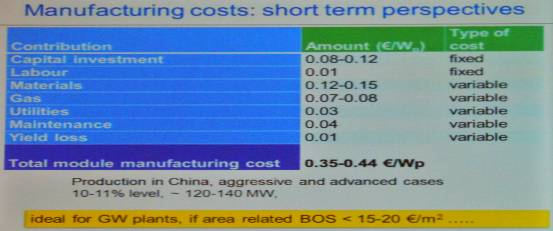 Manufacturing costs: short term perspectives
Contribution Amount (€/Wp) Type of cost
Capital investment 0.08-0.12 fixed
Labour 0.01 fixed
Materials 0.12-0.15 variable
Gas 0.07-0.08 variable
Utilities 0.03 variable
Maintenance 0.04 variable
Yield loss 0.01 variable
Total module manufacturing cost 0.35-0.44 €/Wp
Production in China, aggressive and advanced cases
10-11% level, ~ 120-140 MW,
ideal for GW plants, if area related BOS < 15-20 €/m² .....